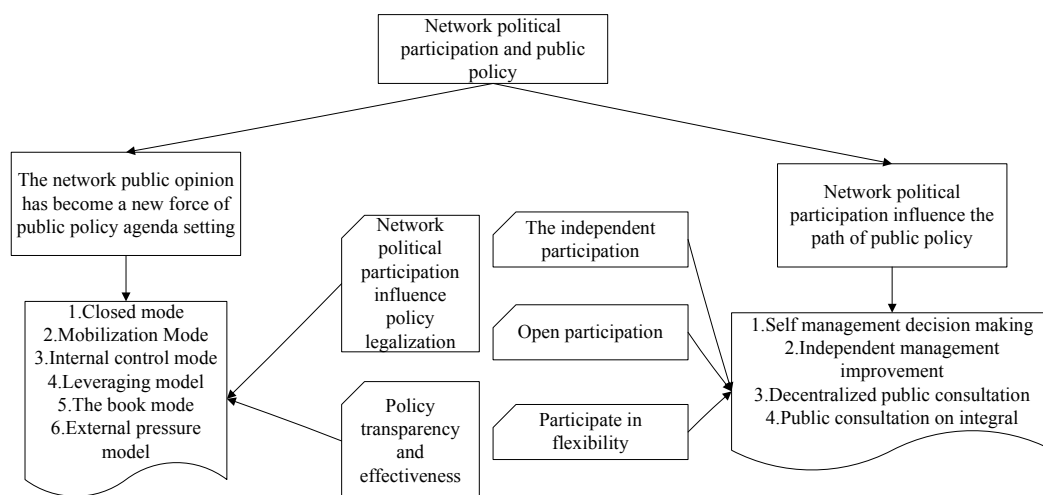 Network political
participation and public
policy
The network public opinion
has become a new force of
public policy agenda setting
Network political
participation influence the
path of public policy
Network
political
participation
influence
policy
legalization
The independent
participation
Open participation
Participate in
flexibility
Policy
transparency
and
effectiveness
1.Closed mode
2.Mobilization Mode
3.Internal control mode
4.Leveraging model
5.The book mode
6.External pressure
model
1.Self management decision making
2.Independent management
improvement
3.Decentralized public consultation
4.Public consultation on integral